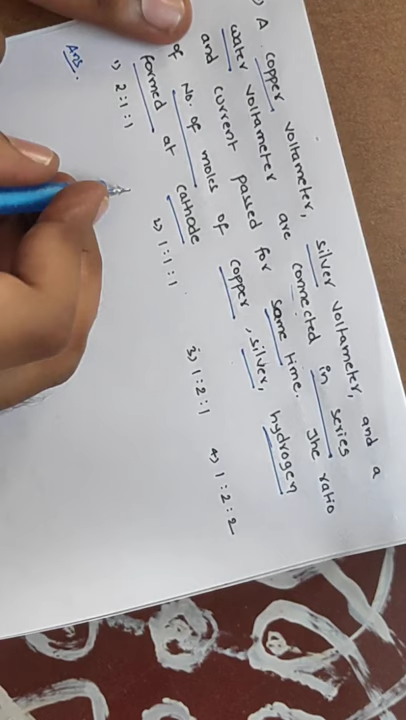 A copper voltameter, silver voltameter, and a
water voltameter are connected in series
and current passed for same time. The ratio
of No. of moles of copper, silver, hydrogen
formed at cathode
1) 2:1:1 2) 1:1:1 3) 1:2:1 4) 1:2:2
Ans.